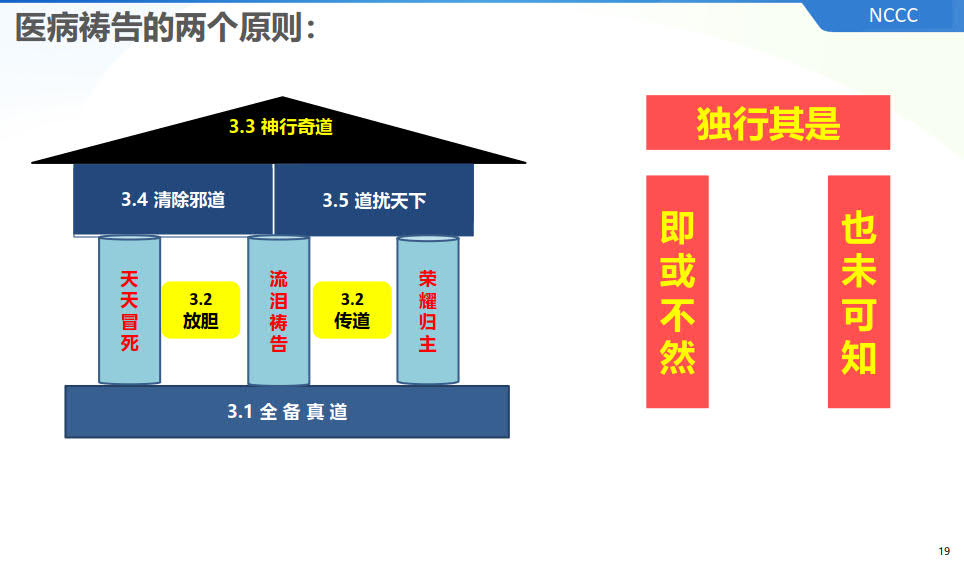 医病祷告的两个原则：
NCCC
3.3 神行奇道
3.4 清除邪道
3.5 道扰天下
天天冒死
3.2
放胆
流泪祷告
3.2
传道
荣耀归主
3.1 全 备 真 道
独行其是
即或不然
也未可知
19